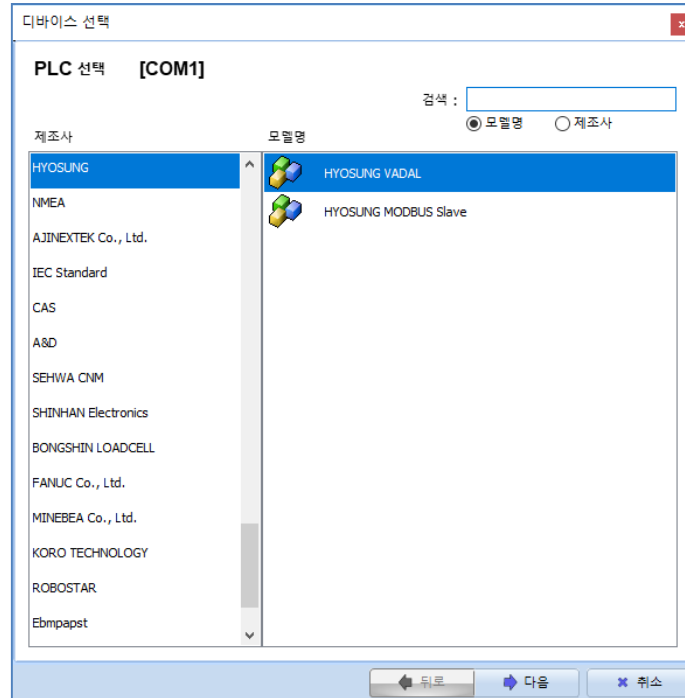 디바이스 선택
x
PLC 선택 [COM1]
검색 :
모델명 제조사
제조사 모델명
HYOSUNG
NMEA
AJINEXTEK Co., Ltd.
IEC Standard
CAS
A&D
SEHWA CNM
SHINHAN Electronics
BONGSHIN LOADCELL
FANUC Co., Ltd.
MINEBEA Co., Ltd.
KORO TECHNOLOGY
ROBOSTAR
Ebmpapst
HYOSUNG VADAL
HYOSUNG MODBUS Slave
뒤로 다음 취소